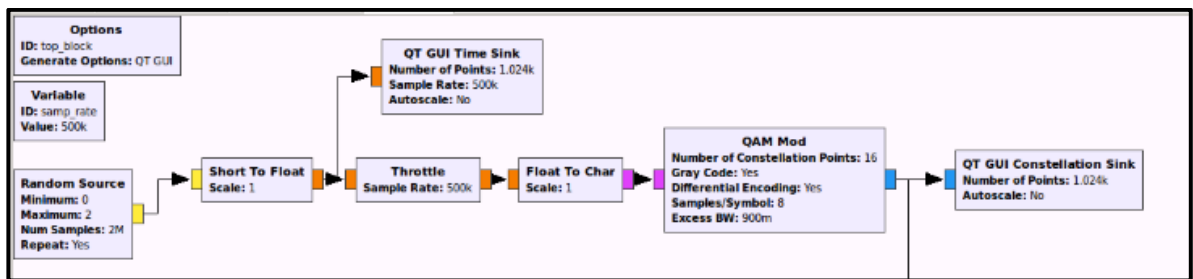 Options
ID: top_block
Generate Options: QT GUI
Variable
ID: samp_rate
Value: 500k
Random Source
Minimum: 0
Maximum: 2
Num Samples: 2M
Repeat: Yes
Short To Float
Scale: 1
QT GUI Time Sink
Number of Points: 1.024k
Sample Rate: 500k
Autoscale: No
Throttle
Sample Rate: 500k
Float To Char
Scale: 1
QAM Mod
Number of Constellation Points: 16
Gray Code: Yes
Differential Encoding: Yes
Samples/Symbol: 8
Excess BW: 900m
QT GUI Constellation Sink
Number of Points: 1.024k
Autoscale: No